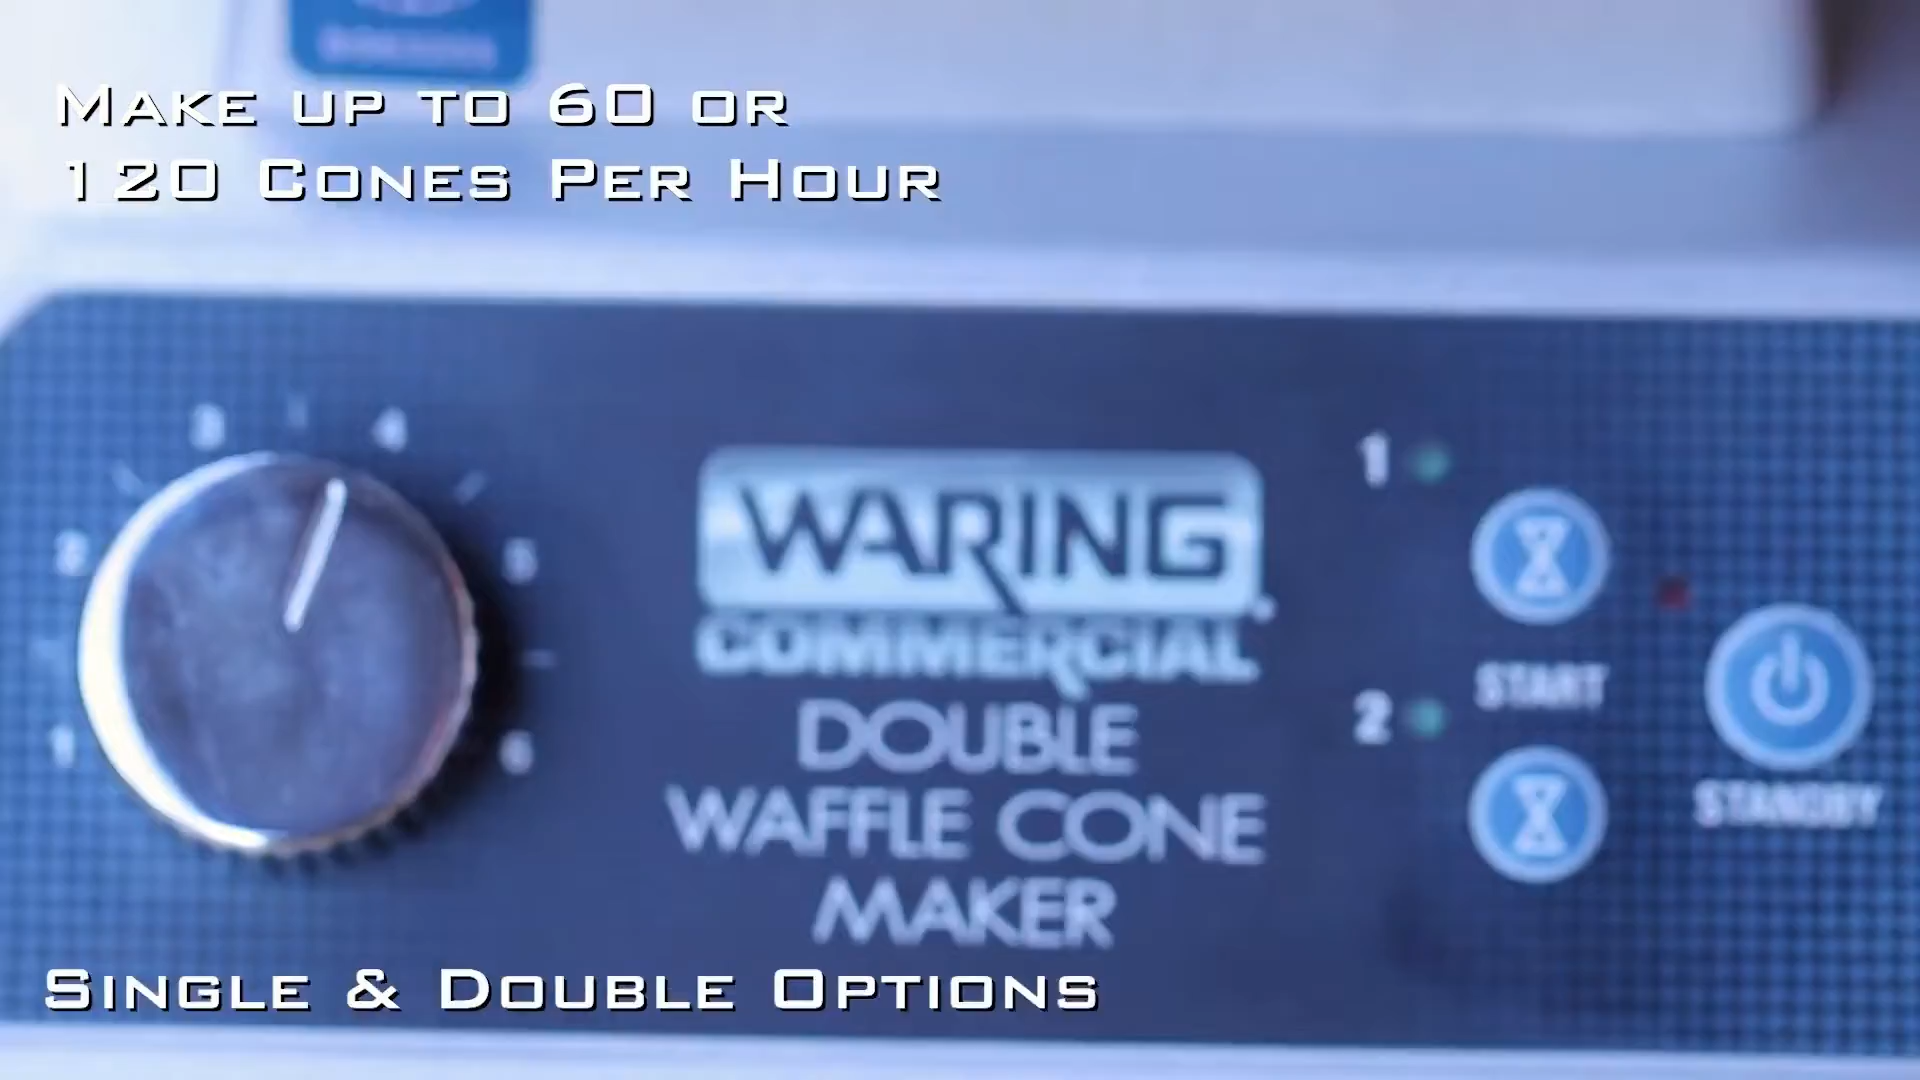 Make up to 60 or
120 Cones Per Hour
3 4
2 5
1 6
WARING
COMMERCIAL
DOUBLE
WAFFLE CONE
MAKER
1
START
2
STANDBY
Single & Double Options